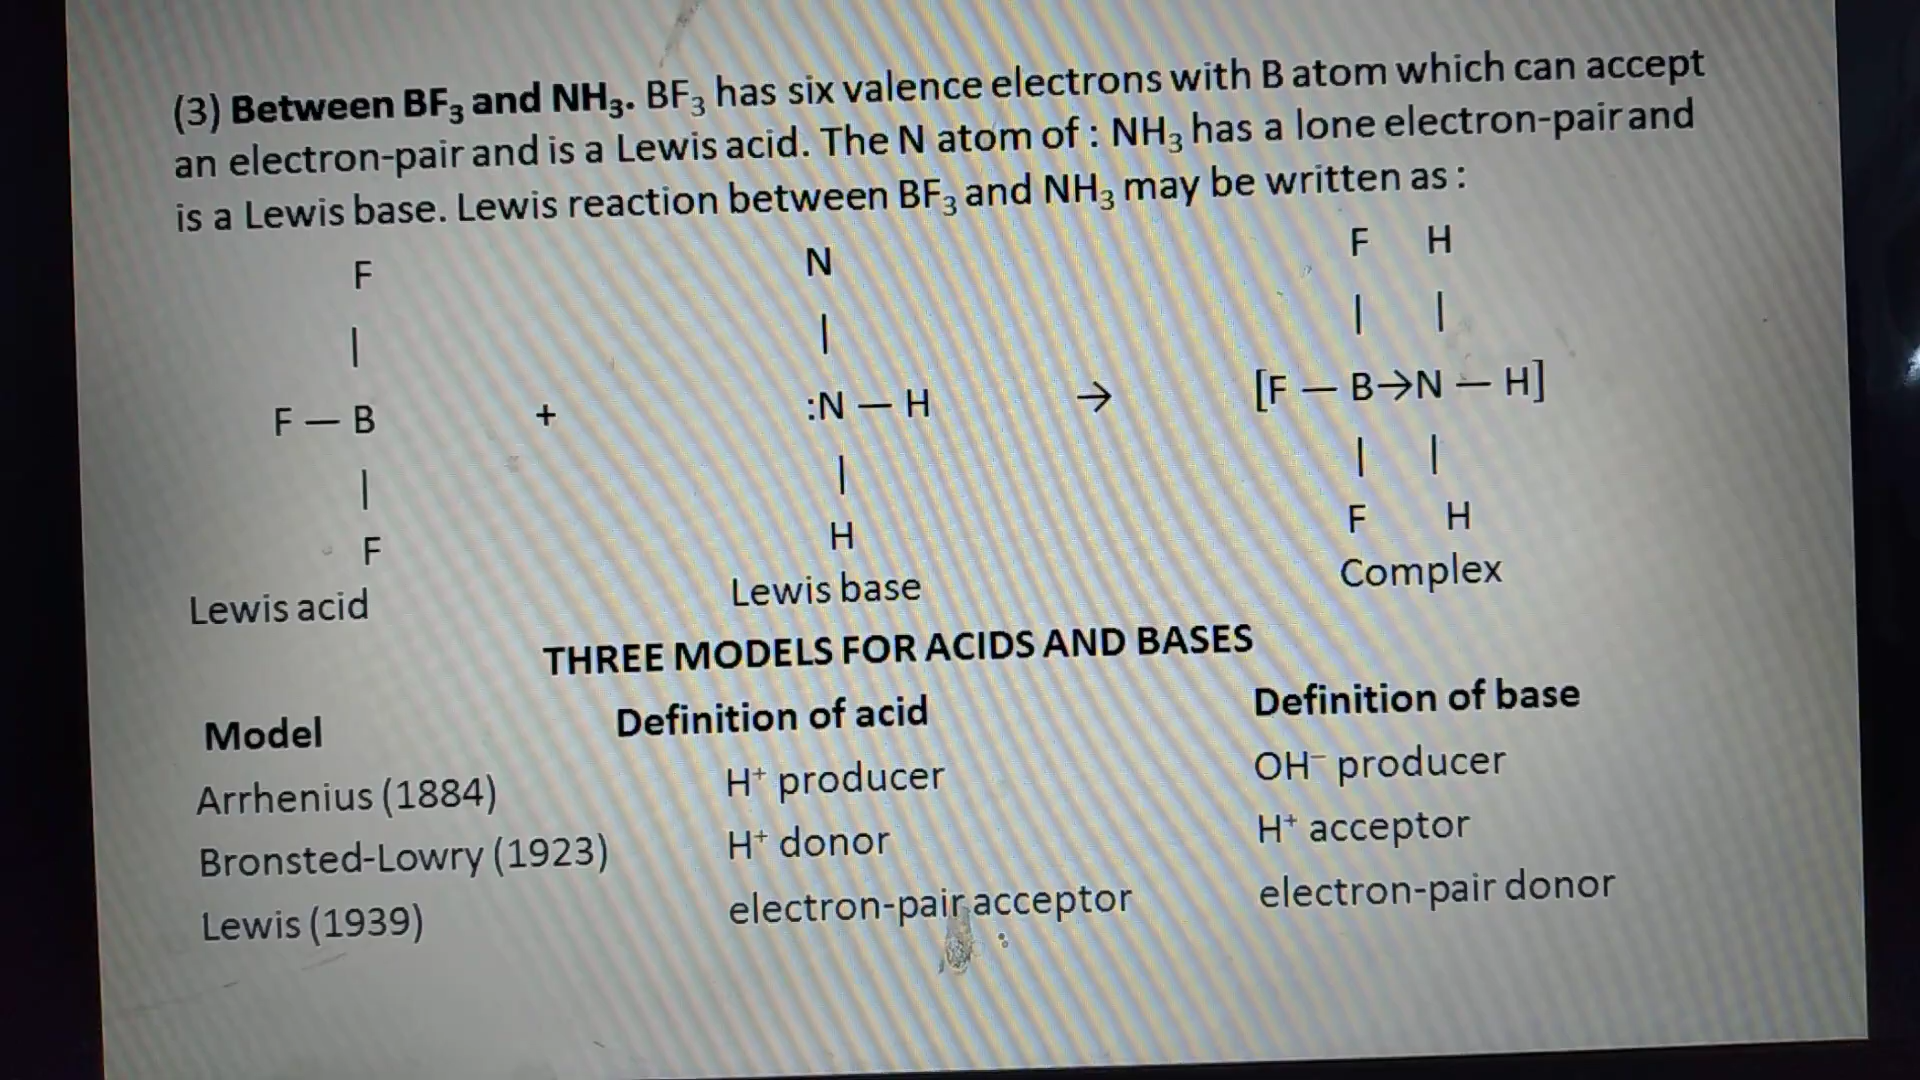 (3) Between BF₃ and NH₃. BF₃ has six valence electrons with B atom which can accept
an electron-pair and is a Lewis acid. The N atom of : NH₃ has a lone electron-pair and
is a Lewis base. Lewis reaction between BF₃ and NH₃ may be written as :
F N F H
| | | |
F — B + :N — H → [F — B→N — H]
| | | |
F H F H
Lewis acid Lewis base Complex
THREE MODELS FOR ACIDS AND BASES
Model Definition of acid Definition of base
Arrhenius (1884) H⁺ producer OH⁻ producer
Bronsted-Lowry (1923) H⁺ donor H⁺ acceptor
Lewis (1939) electron-pair acceptor electron-pair donor